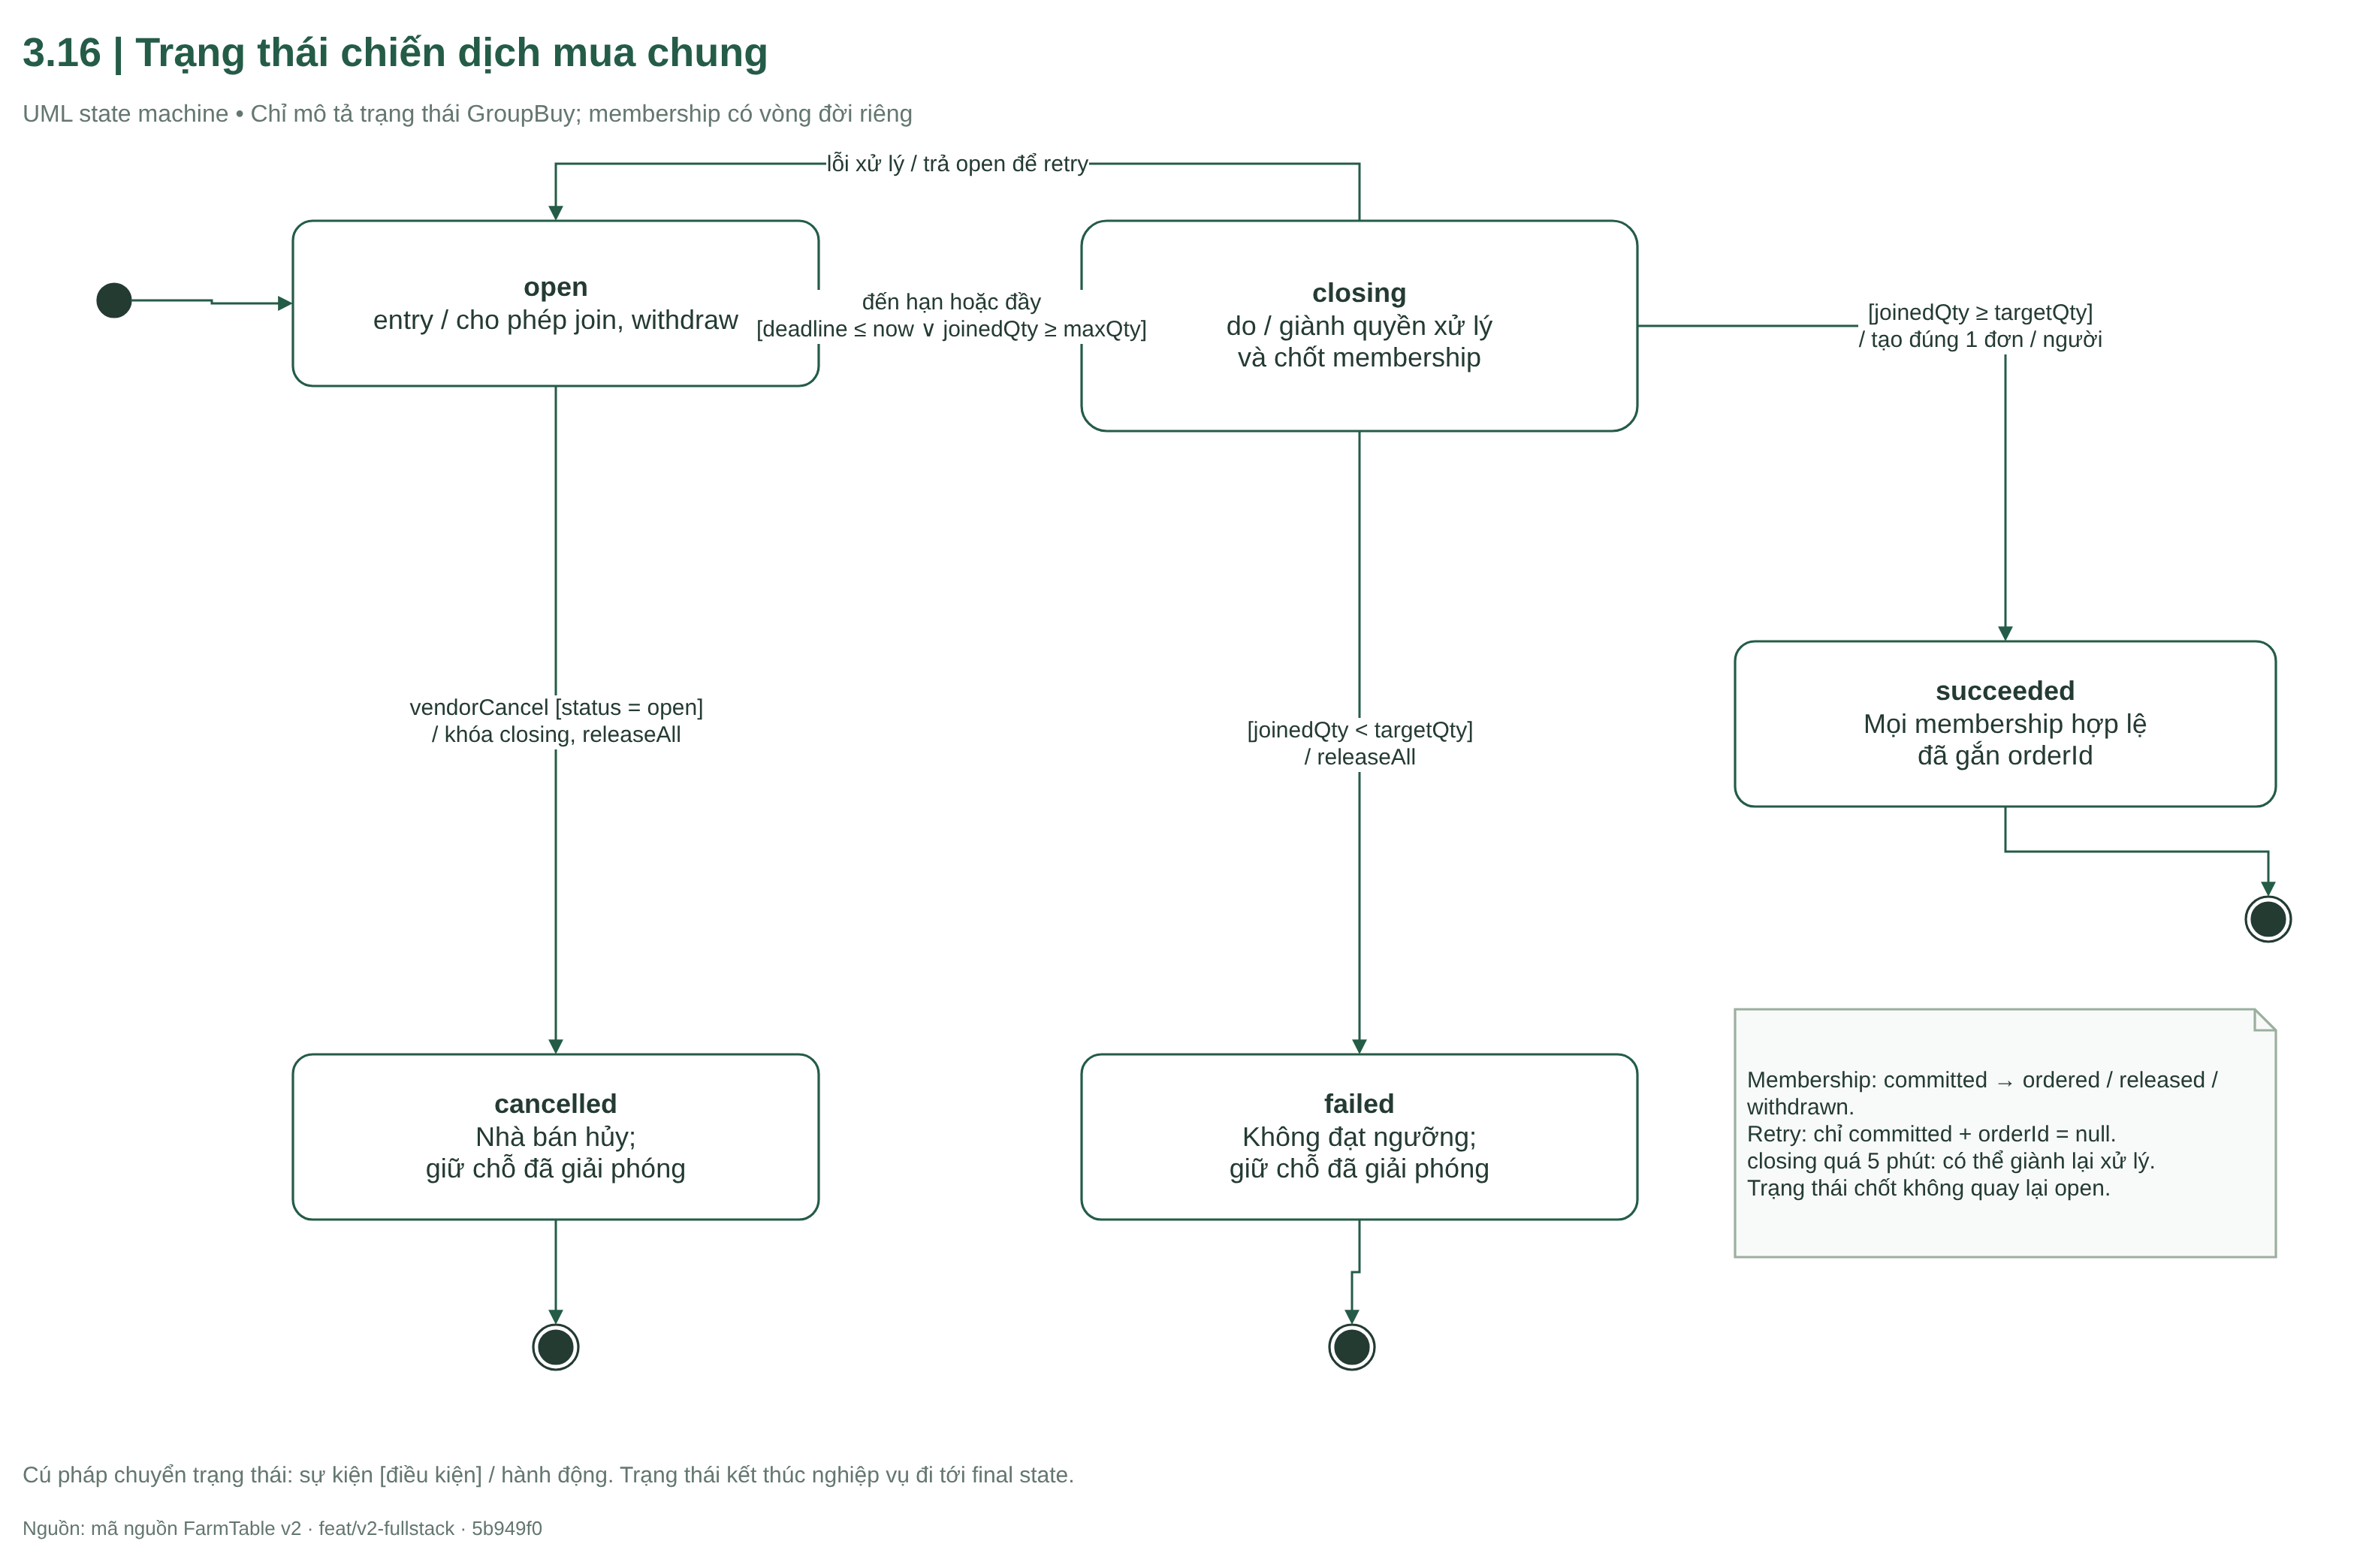 3.16 | Trạng thái chiến dịch mua chung
UML state machine • Chỉ mô tả trạng thái GroupBuy; membership có vòng đời riêng
lỗi xử lý / trả open để retry
open
entry / cho phép join, withdraw
đến hạn hoặc đầy
[deadline ≤ now ∨ joinedQty ≥ maxQty]
closing
do / giành quyền xử lý
và chốt membership
[joinedQty ≥ targetQty]
/ tạo đúng 1 đơn / người
vendorCancel [status = open]
/ khóa closing, releaseAll
[joinedQty < targetQty]
/ releaseAll
succeeded
Mọi membership hợp lệ
đã gắn orderId
cancelled
Nhà bán hủy;
giữ chỗ đã giải phóng
failed
Không đạt ngưỡng;
giữ chỗ đã giải phóng
Membership: committed → ordered / released /
withdrawn.
Retry: chỉ committed + orderId = null.
closing quá 5 phút: có thể giành lại xử lý.
Trạng thái chốt không quay lại open.
Cú pháp chuyển trạng thái: sự kiện [điều kiện] / hành động. Trạng thái kết thúc nghiệp vụ đi tới final state.
Nguồn: mã nguồn FarmTable v2 · feat/v2-fullstack · 5b949f0